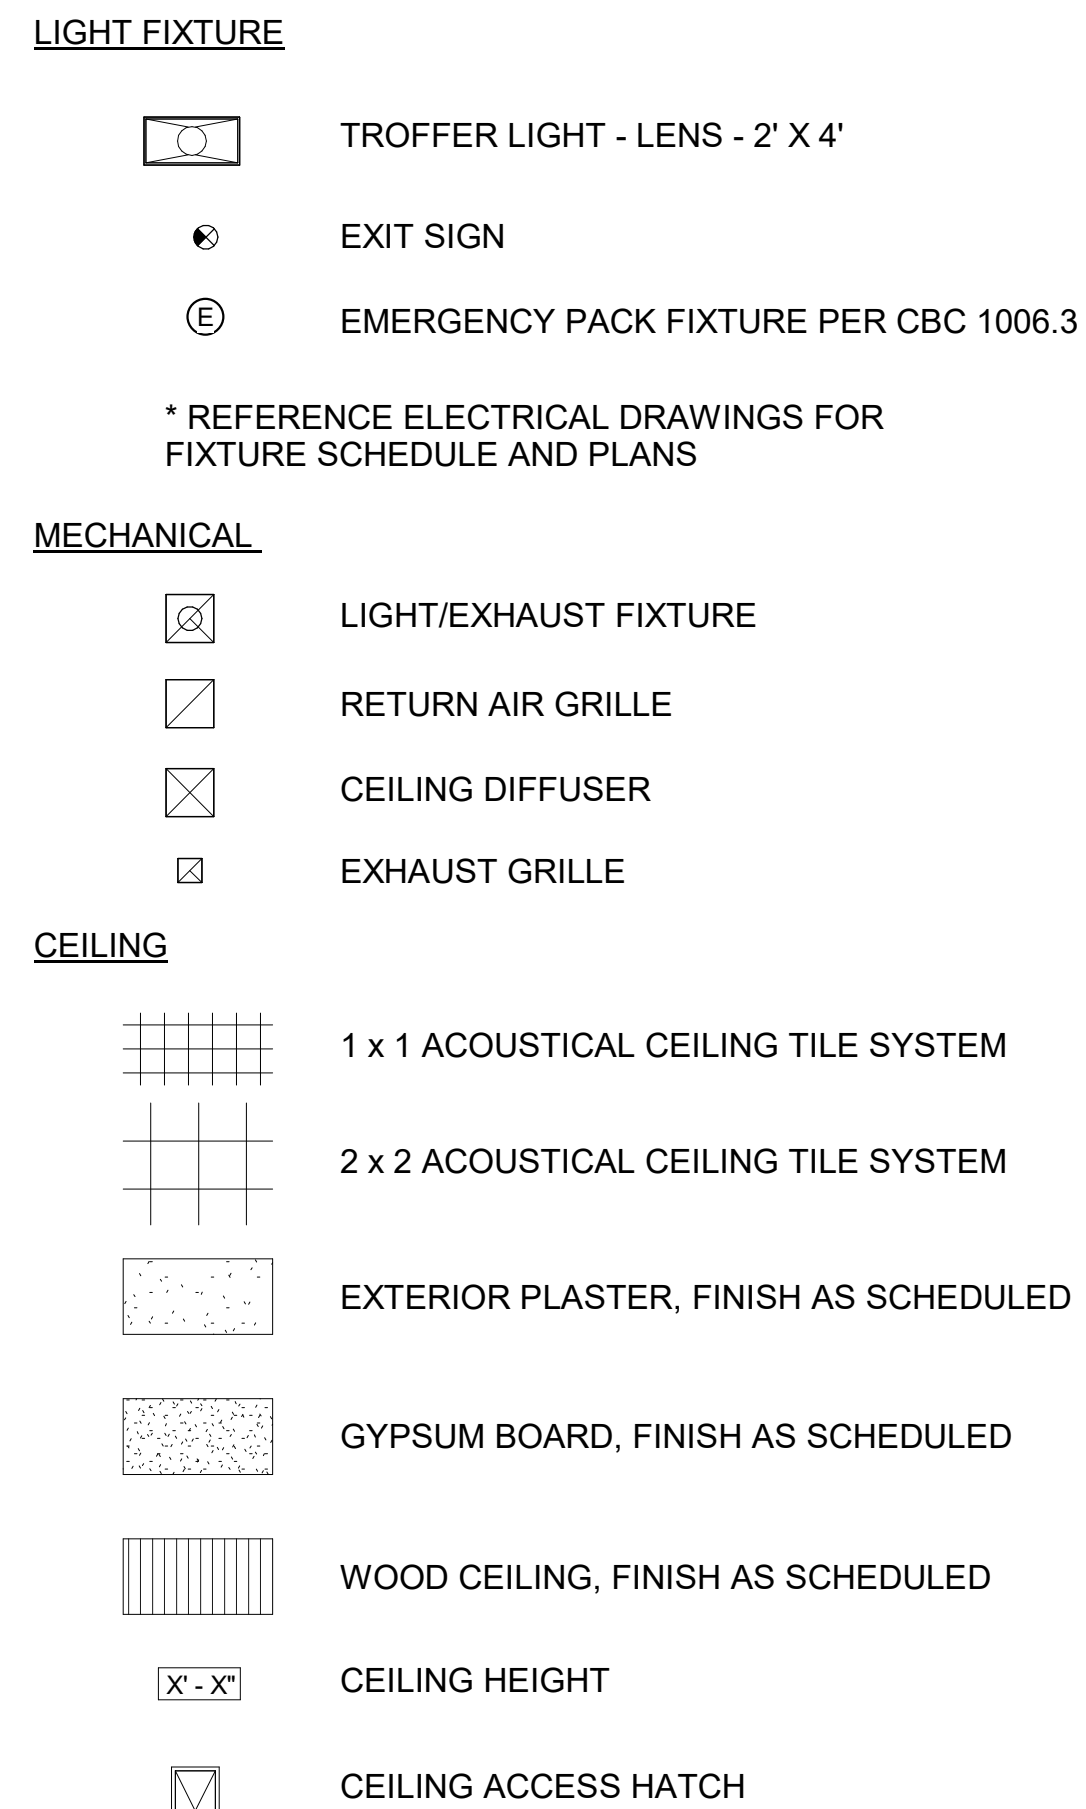 LIGHT FIXTURE
TROFFER LIGHT - LENS - 2' X 4'
EXIT SIGN
E
EMERGENCY PACK FIXTURE PER CBC 1006.3
* REFERENCE ELECTRICAL DRAWINGS FOR
FIXTURE SCHEDULE AND PLANS
MECHANICAL
LIGHT/EXHAUST FIXTURE
RETURN AIR GRILLE
CEILING DIFFUSER
EXHAUST GRILLE
CEILING
1 x 1 ACOUSTICAL CEILING TILE SYSTEM
2 x 2 ACOUSTICAL CEILING TILE SYSTEM
EXTERIOR PLASTER, FINISH AS SCHEDULED
GYPSUM BOARD, FINISH AS SCHEDULED
WOOD CEILING, FINISH AS SCHEDULED
X' - X" CEILING HEIGHT
CEILING ACCESS HATCH